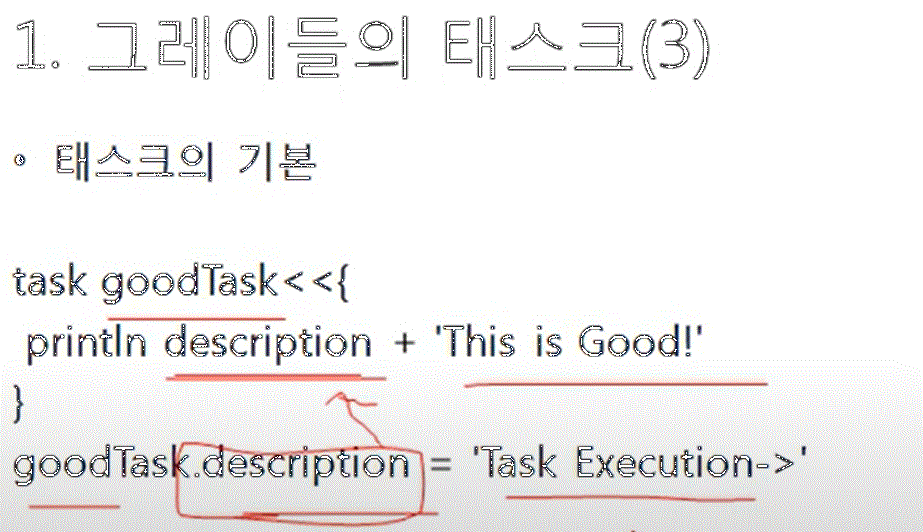 1. 그레이들의 태스크(3)
• 태스크의 기본
task goodTask<<{
println description + 'This is Good!'
}
goodTask.description = 'Task Execution->'